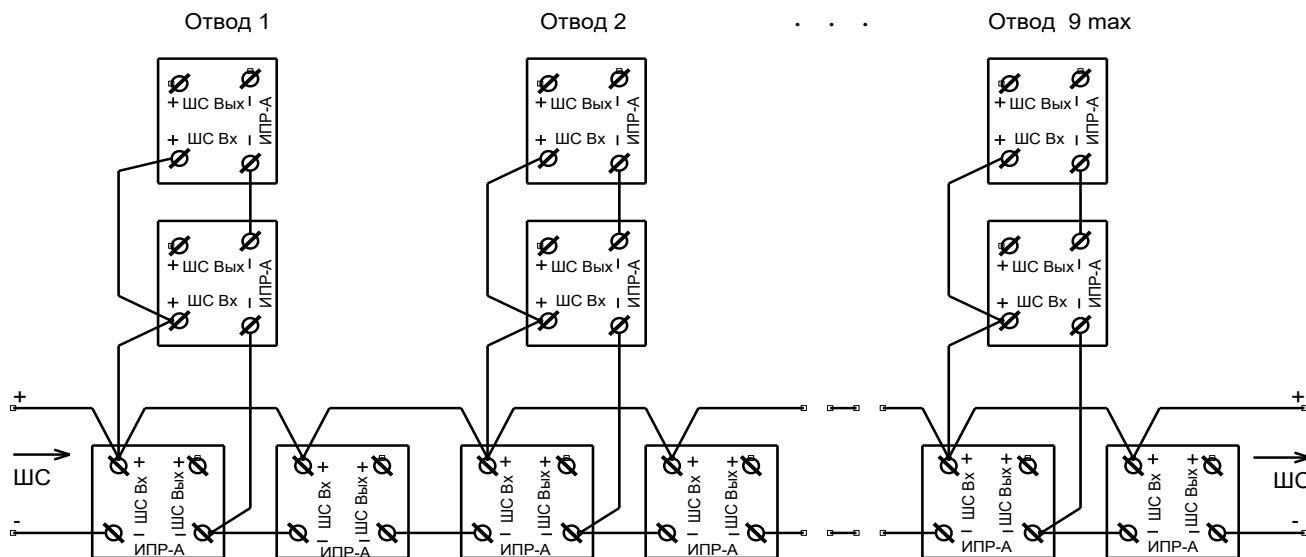 Отвод 1
Отвод 2
. . .
Отвод 9 max
+ ШС Вых -
+ ШС Вх -
ИПР-А
+ ШС Вых -
+ ШС Вх -
ИПР-А
+ ШС Вых -
+ ШС Вх -
ИПР-А
+ ШС Вых -
+ ШС Вх -
ИПР-А
+ ШС Вых -
+ ШС Вх -
ИПР-А
+ ШС Вых -
+ ШС Вх -
ИПР-А
+
ШС
-
- ШС Вх +
- ШС Вых +
ИПР-А
- ШС Вх +
- ШС Вых +
ИПР-А
- ШС Вх +
- ШС Вых +
ИПР-А
- ШС Вх +
- ШС Вых +
ИПР-А
- ШС Вх +
- ШС Вых +
ИПР-А
- ШС Вх +
- ШС Вых +
ИПР-А
+
ШС
-